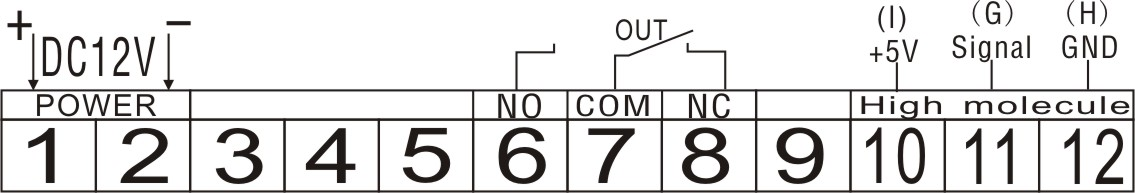 + DC12V − OUT (I) (G) (H)
+5V Signal GND
POWER NO COM NC High molecule
1 2 3 4 5 6 7 8 9 10 11 12